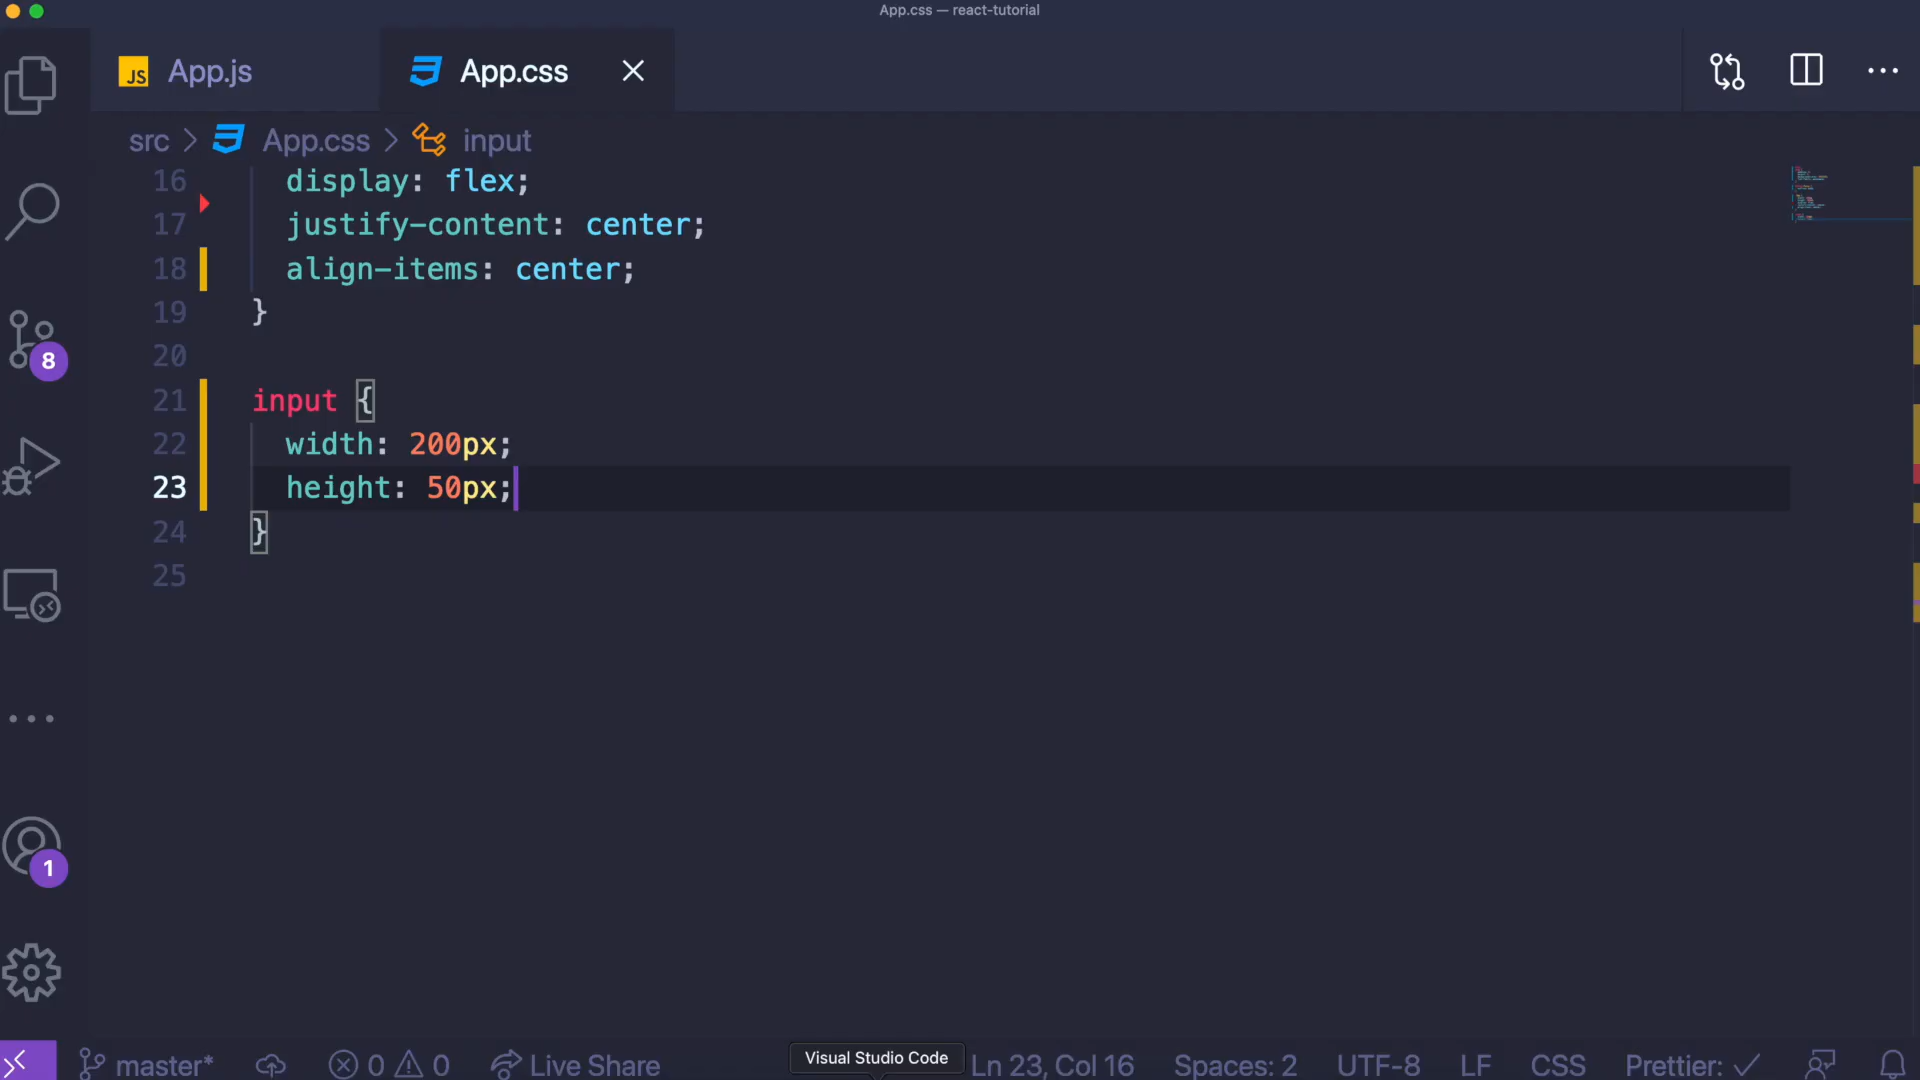 App.css — react-tutorial
JS App.js
App.css
src > App.css > input
16 display: flex;
17 justify-content: center;
18 align-items: center;
19 }
20
21 input {
22 width: 200px;
23 height: 50px;
24 }
25
8
1
master* 0 0 Live Share Visual Studio Code Ln 23, Col 16 Spaces: 2 UTF-8 LF CSS Prettier: ✓